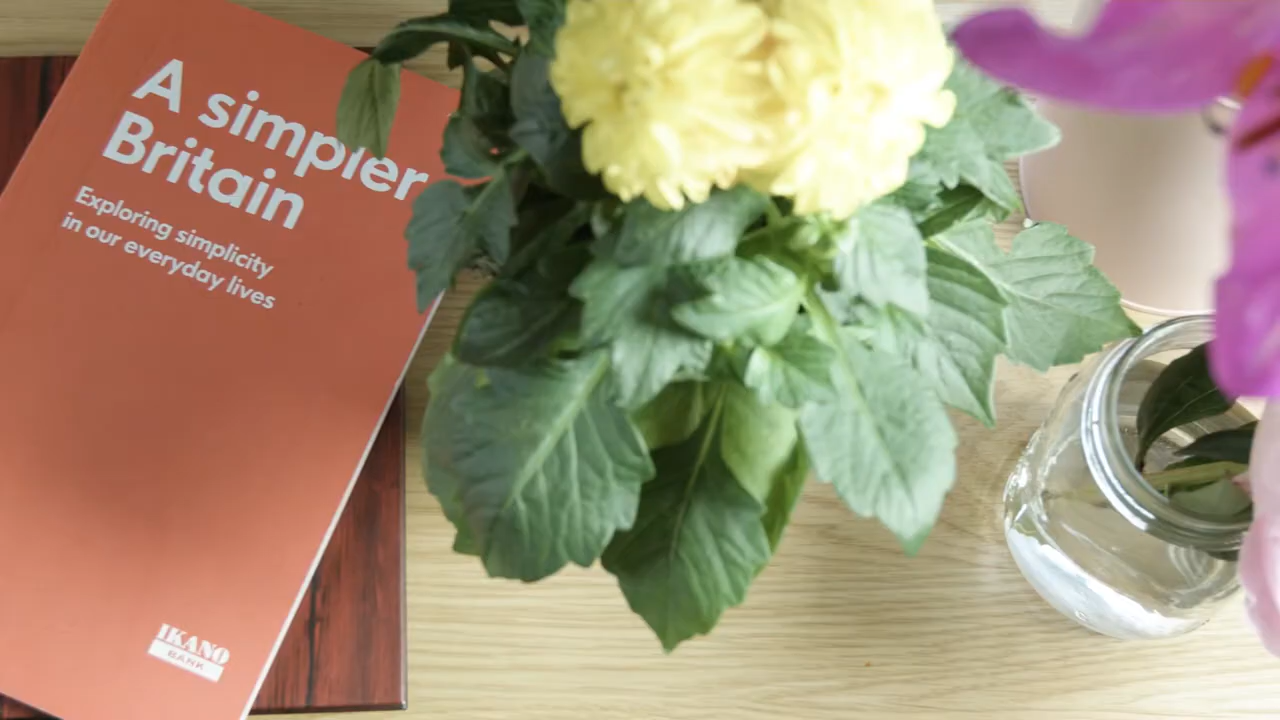 A simpler
Britain
Exploring simplicity
in our everyday lives
IKANO
BANK